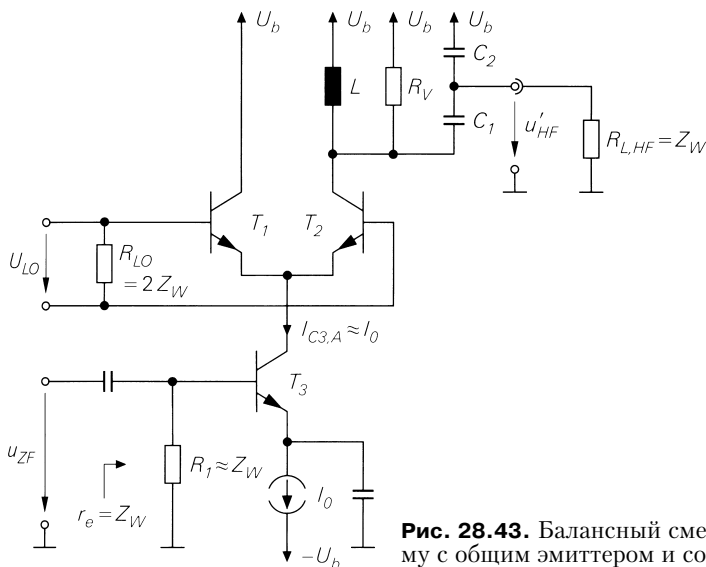 U_b U_b U_b U_b
C_2
L R_V C_1 u'_HF R_L,HF = Z_W
T_1 T_2
U_LO R_LO = 2 Z_W
I_C3,A ≈ I_0
T_3
u_ZF r_e = Z_W R_1 ≈ Z_W I_0
-U_b
Рис. 28.43. Балансный сме
му с общим эмиттером и со